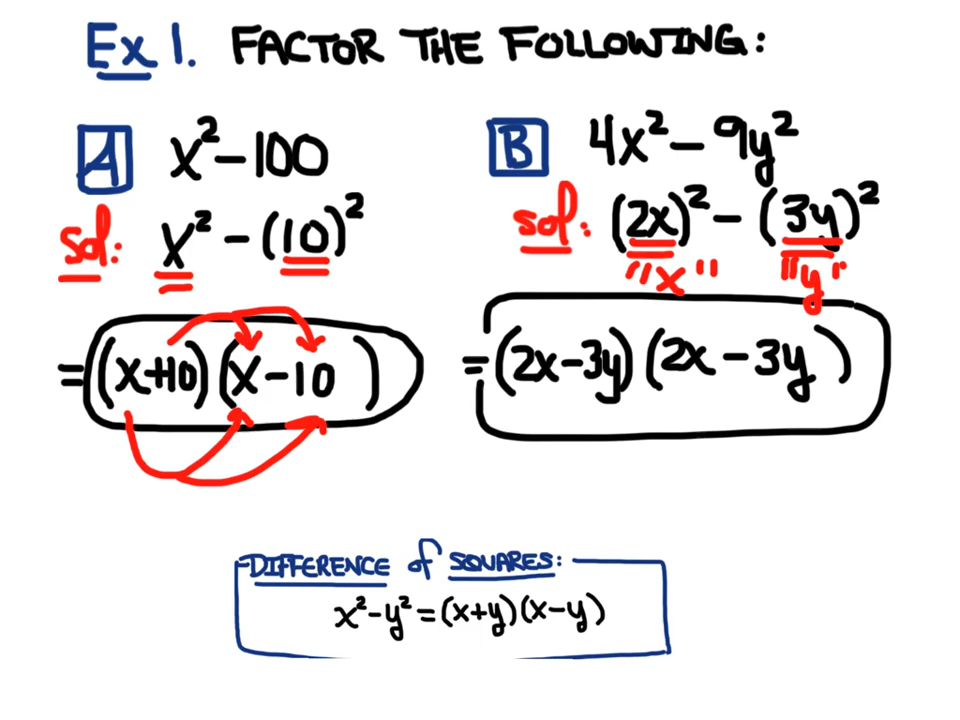 Ex 1. FACTOR THE FOLLOWING:
A x² - 100
sol: x² - (10)²
= (x+10)(x-10)
B 4x² - 9y²
sol: (2x)² - (3y)²
"x" "y"
= (2x-3y)(2x-3y)
DIFFERENCE of SQUARES:
x² - y² = (x+y)(x-y)